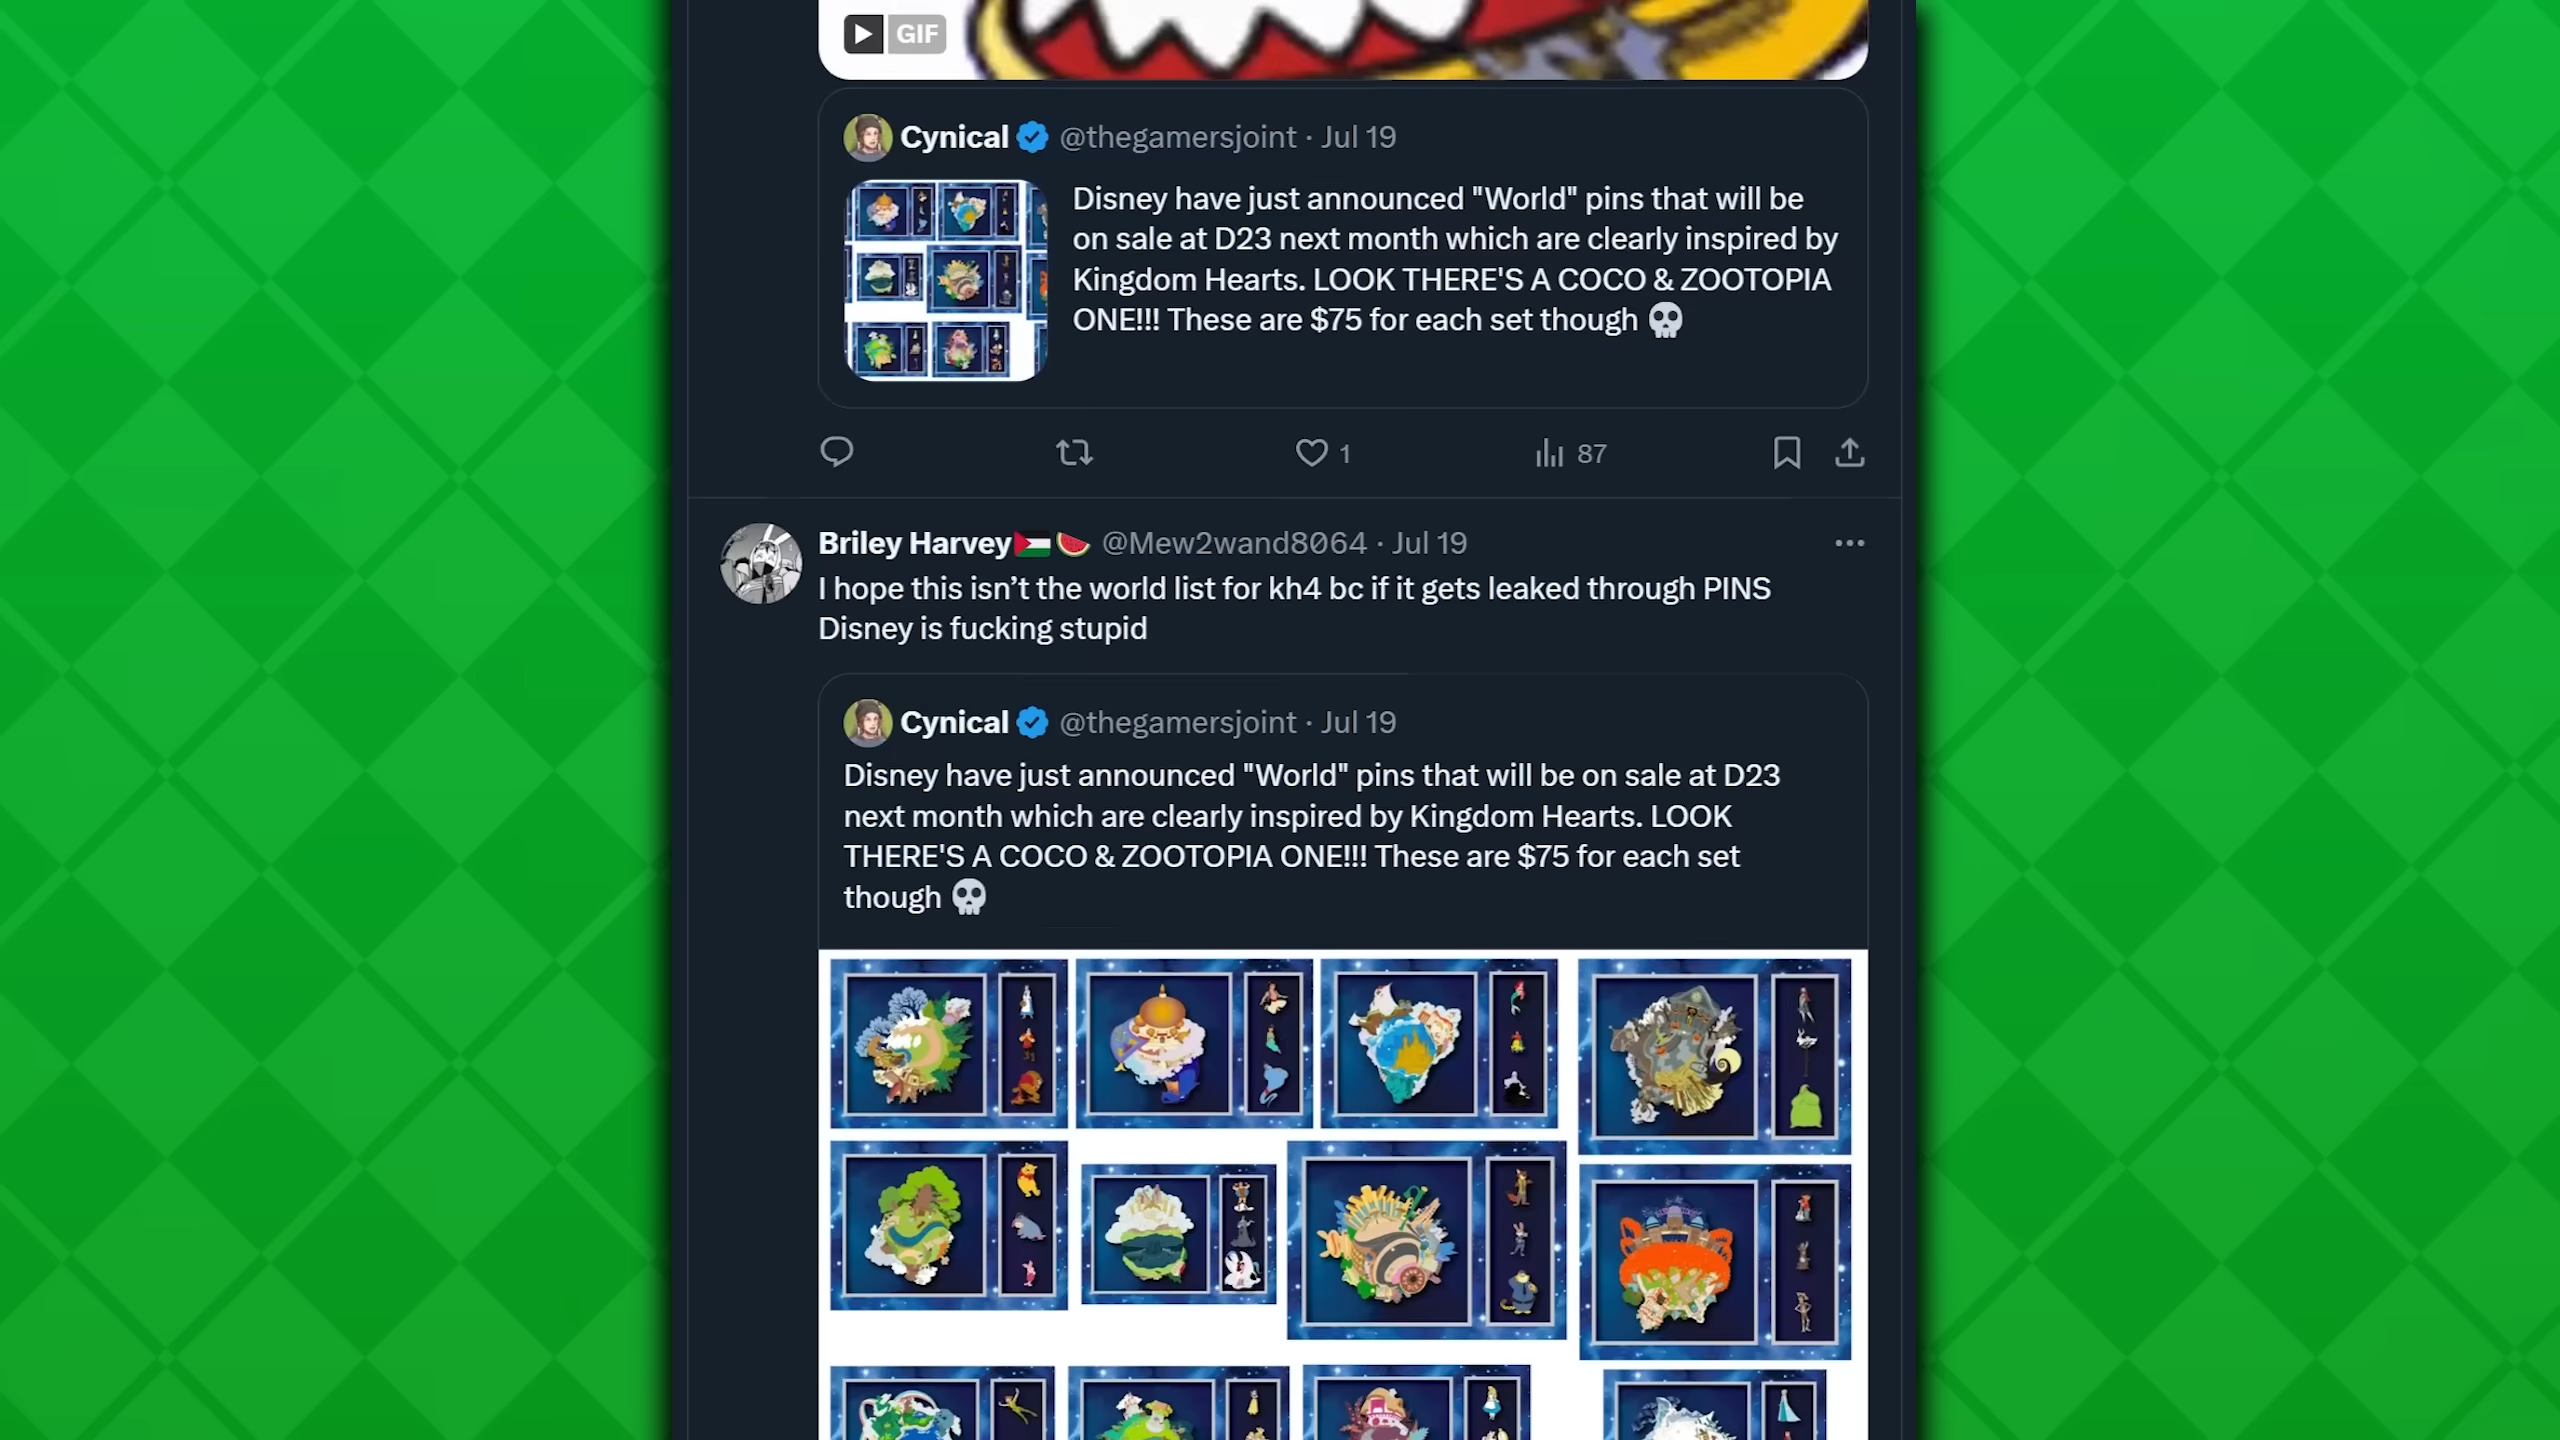 GIF
Cynical @thegamersjoint · Jul 19
Disney have just announced "World" pins that will be
on sale at D23 next month which are clearly inspired by
Kingdom Hearts. LOOK THERE'S A COCO & ZOOTOPIA
ONE!!! These are $75 for each set though 💀
1
87
Briley Harvey🇵🇸🍉 @Mew2wand8064 · Jul 19
I hope this isn’t the world list for kh4 bc if it gets leaked through PINS
Disney is fucking stupid
Cynical @thegamersjoint · Jul 19
Disney have just announced "World" pins that will be on sale at D23
next month which are clearly inspired by Kingdom Hearts. LOOK
THERE'S A COCO & ZOOTOPIA ONE!!! These are $75 for each set
though 💀